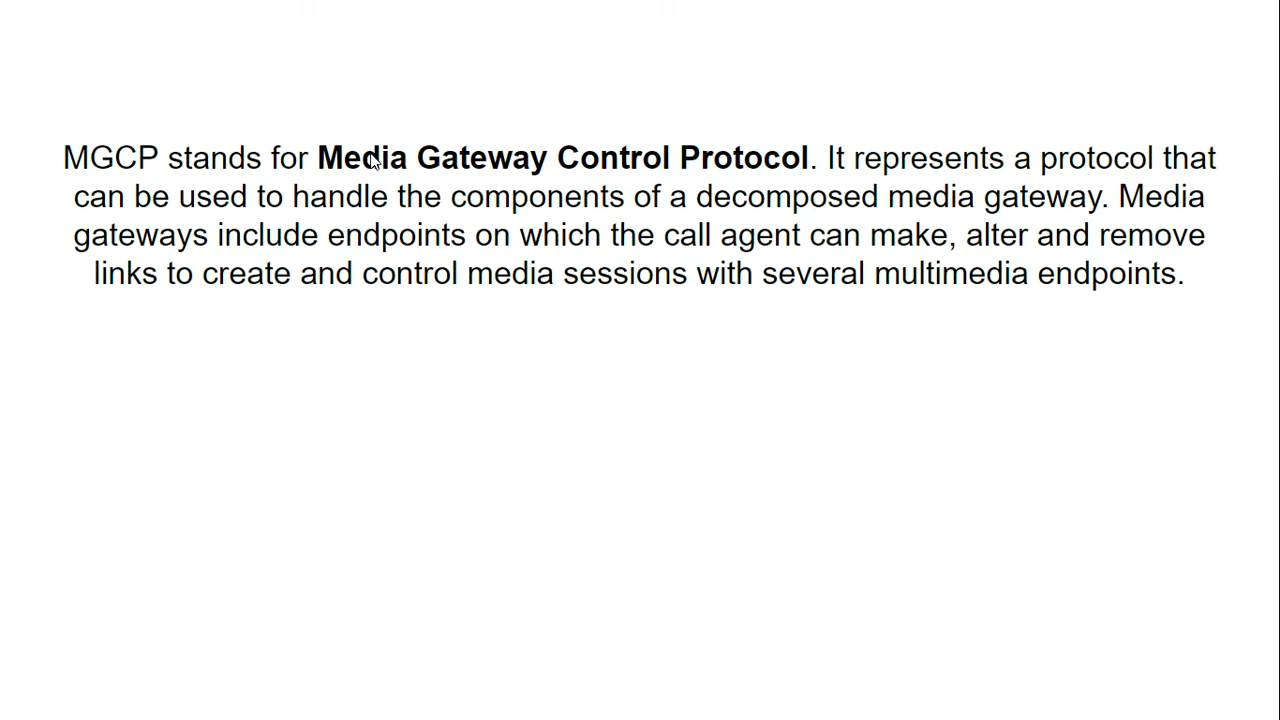 MGCP stands for Media Gateway Control Protocol. It represents a protocol that
can be used to handle the components of a decomposed media gateway. Media
gateways include endpoints on which the call agent can make, alter and remove
links to create and control media sessions with several multimedia endpoints.